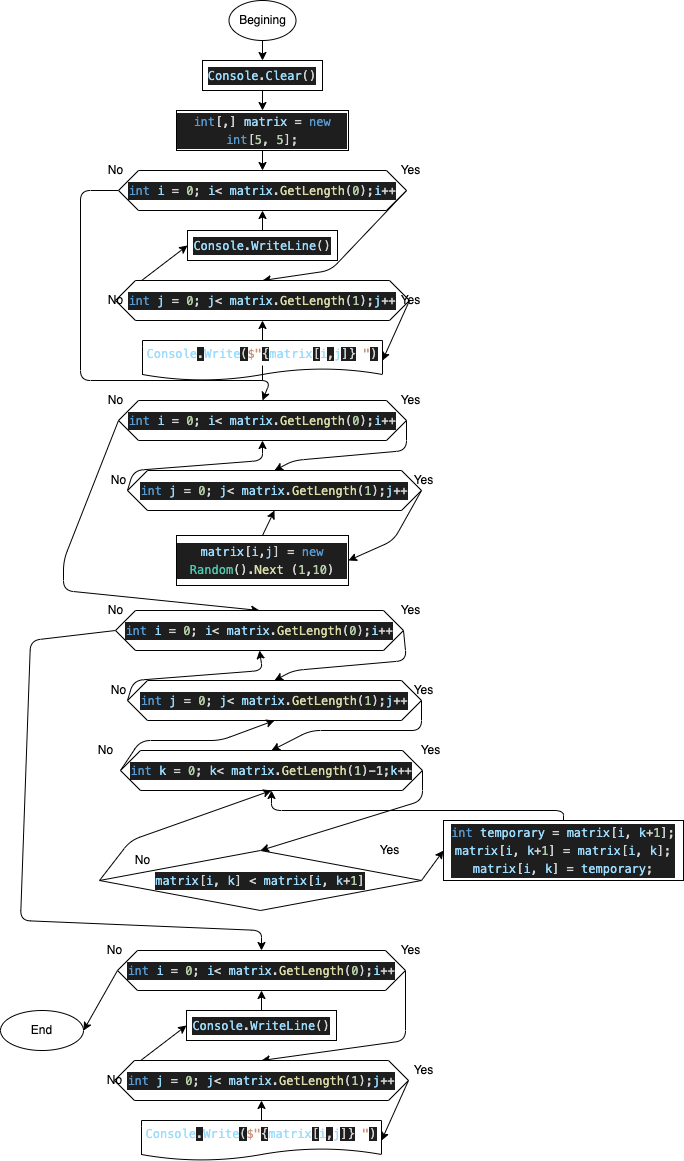 Begining
Console.Clear()
int[,] matrix = new
int[5, 5];
No
Yes
int i = 0; i< matrix.GetLength(0);i++
Console.WriteLine()
No
int j = 0; j< matrix.GetLength(1);j++
Yes
Console.Write($"{matrix[i,j]} ")
No
Yes
int i = 0; i< matrix.GetLength(0);i++
No
Yes
int j = 0; j< matrix.GetLength(1);j++
matrix[i,j] = new
Random().Next (1,10)
No
Yes
int i = 0; i< matrix.GetLength(0);i++
No
Yes
int j = 0; j< matrix.GetLength(1);j++
No
Yes
int k = 0; k< matrix.GetLength(1)-1;k++
int temporary = matrix[i, k+1];
matrix[i, k+1] = matrix[i, k];
matrix[i, k] = temporary;
No
Yes
matrix[i, k] < matrix[i, k+1]
No
Yes
int i = 0; i< matrix.GetLength(0);i++
End
Console.WriteLine()
No
Yes
int j = 0; j< matrix.GetLength(1);j++
Console.Write($"{matrix[i,j]} ")